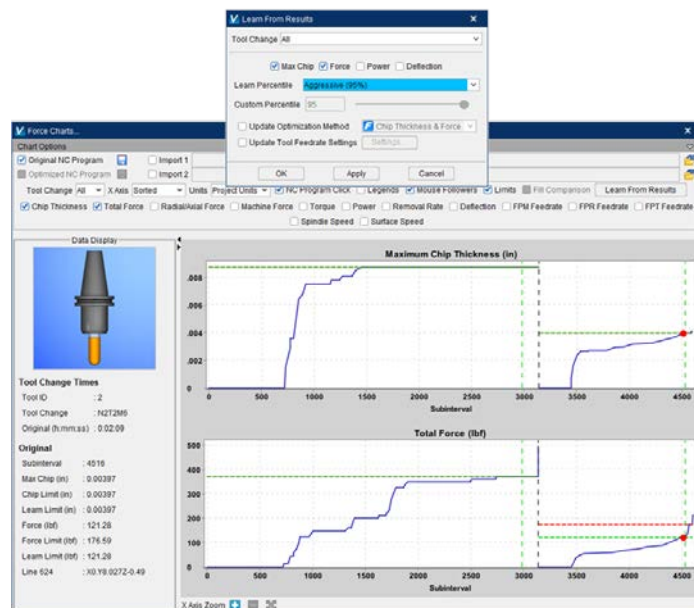 Learn From Results
Tool Change All
Max Chip Force Power Deflection
Learn Percentile Aggressive (95%)
Custom Percentile 95
Update Optimization Method Chip Thickness & Force
Update Tool Feedrate Settings Settings...
OK Apply Cancel
Force Charts...
Chart Options
Original NC Program Import 1
Optimized NC Program Import 2
Tool Change All X Axis Sorted Units Project Units NC Program Click Legends Mouse Followers Limits Fill Comparison Learn From Results
Chip Thickness Total Force Radial/Axial Force Machine Force Torque Power Removal Rate Deflection FPM Feedrate FPR Feedrate FPT Feedrate
Spindle Speed Surface Speed
Data Display
Tool Change Times
Tool ID : 2
Tool Change : N2T2M6
Original (h:mm:ss) : 0:02:09
Original
Subinterval : 4516
Max Chip (in) : 0.00397
Chip Limit (in) : 0.00397
Learn Limit (in) : 0.00397
Force (lbf) : 121.28
Force Limit (lbf) : 176.59
Learn Limit (lbf) : 121.28
Line 624 : X0.Y8.027Z-0.49
Maximum Chip Thickness (in)
.008
.006
.004
.002
0
0 500 1000 1500 2000 2500 3000 3500 4000 4500
Subinterval
Total Force (lbf)
500
400
300
200
100
0
0 500 1000 1500 2000 2500 3000 3500 4000 4500
Subinterval
X Axis Zoom